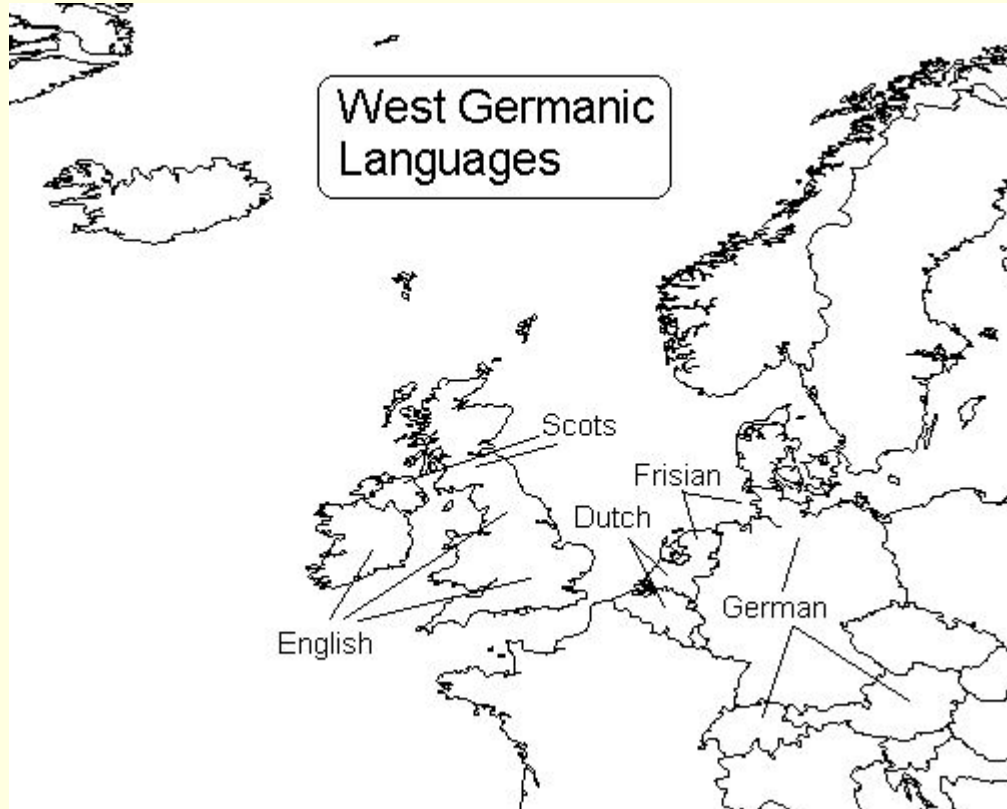 West Germanic
Languages
Scots
Frisian
Dutch
German
English